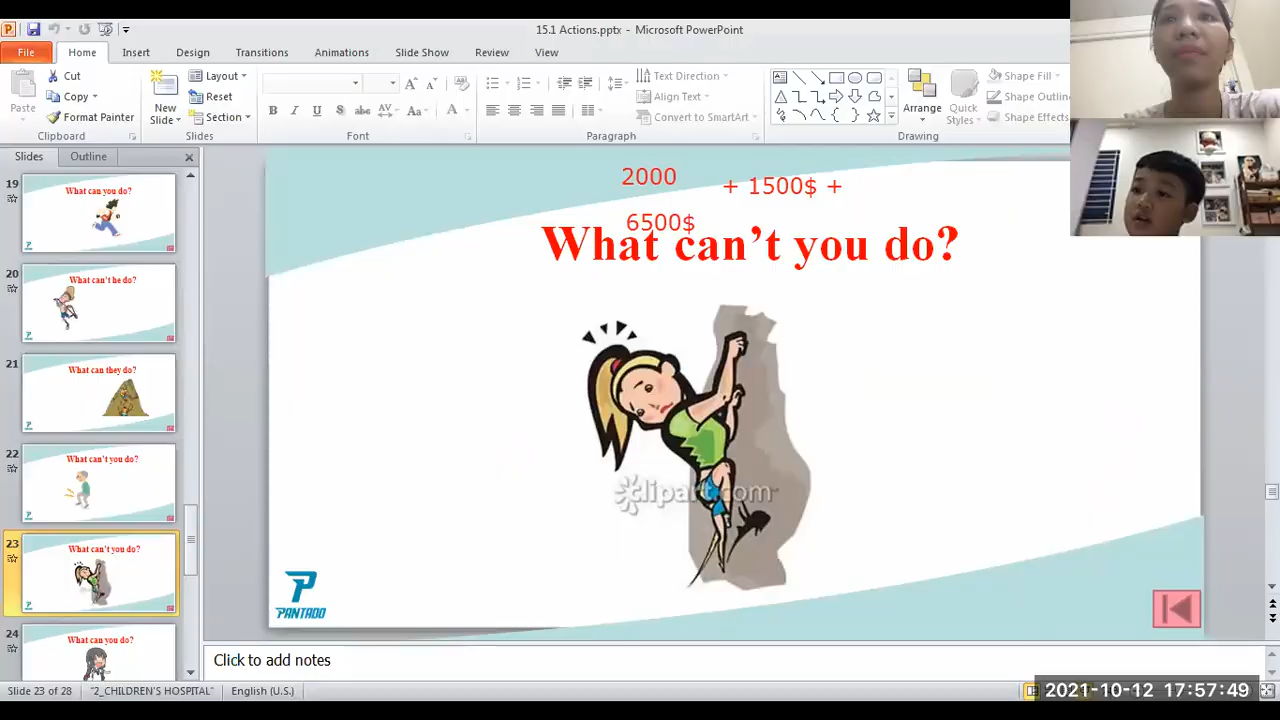 15.1 Actions.pptx - Microsoft PowerPoint
File Home Insert Design Transitions Animations Slide Show Review View
Paste
Cut
Copy
Format Painter
Clipboard
New
Slide
Layout
Reset
Section
Slides
B I U S abc AV Aa A
Font
Text Direction
Align Text
Convert to SmartArt
Paragraph
Arrange
Quick
Styles
Shape Fill
Shape Outlin
Shape Effects
Drawing
Slides Outline
19
What can you do?
20
What can't he do?
21
What can they do?
22
What can't you do?
23
What can't you do?
24
What can you do?
2000 + 1500$ +
6500$
What can't you do?
clipart.com
PANTADO
Click to add notes
Slide 23 of 28 "2_CHILDREN'S HOSPITAL" English (U.S.)
2021-10-12 17:57:49